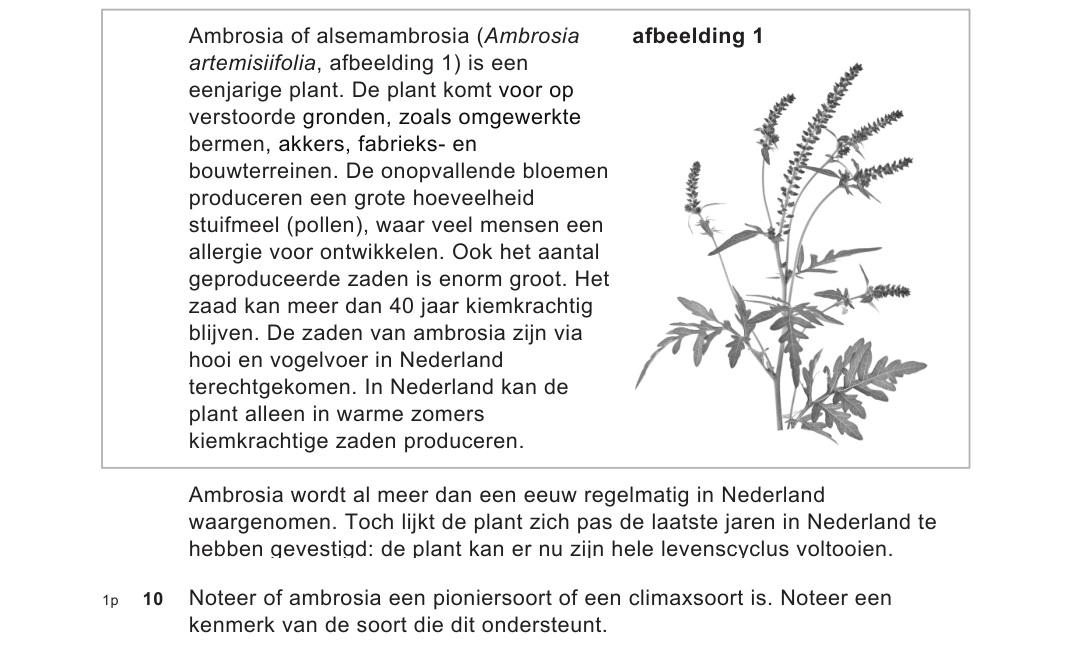 Ambrosia of alsemambrosia (Ambrosia
artemisiifolia, afbeelding 1) is een
eenjarige plant. De plant komt voor op
verstoorde gronden, zoals omgewerkte
bermen, akkers, fabrieks- en
bouwterreinen. De onopvallende bloemen
produceren een grote hoeveelheid
stuifmeel (pollen), waar veel mensen een
allergie voor ontwikkelen. Ook het aantal
geproduceerde zaden is enorm groot. Het
zaad kan meer dan 40 jaar kiemkrachtig
blijven. De zaden van ambrosia zijn via
hooi en vogelvoer in Nederland
terechtgekomen. In Nederland kan de
plant alleen in warme zomers
kiemkrachtige zaden produceren.
afbeelding 1
Ambrosia wordt al meer dan een eeuw regelmatig in Nederland
waargenomen. Toch lijkt de plant zich pas de laatste jaren in Nederland te
hebben gevestigd: de plant kan er nu zijn hele levenscyclus voltooien.
1p 10 Noteer of ambrosia een pioniersoort of een climaxsoort is. Noteer een
kenmerk van de soort die dit ondersteunt.